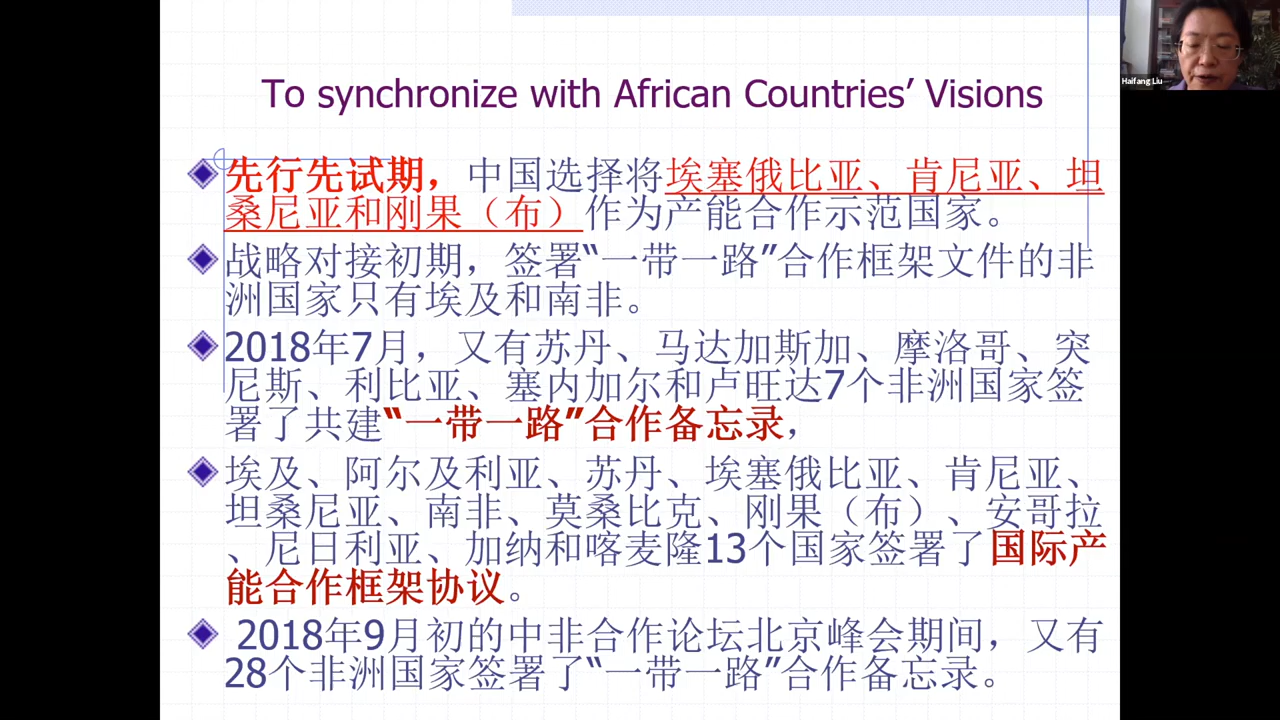 Haifang Liu
To synchronize with African Countries’ Visions
先行先试期，中国选择将埃塞俄比亚、肯尼亚、坦
桑尼亚和刚果（布）作为产能合作示范国家。
战略对接初期，签署“一带一路”合作框架文件的非
洲国家只有埃及和南非。
2018年7月，又有苏丹、马达加斯加、摩洛哥、突
尼斯、利比亚、塞内加尔和卢旺达7个非洲国家签
署了共建“一带一路”合作备忘录，
埃及、阿尔及利亚、苏丹、埃塞俄比亚、肯尼亚、
坦桑尼亚、南非、莫桑比克、刚果（布）、安哥拉
、尼日利亚、加纳和喀麦隆13个国家签署了国际产
能合作框架协议。
2018年9月初的中非合作论坛北京峰会期间，又有
28个非洲国家签署了“一带一路”合作备忘录。